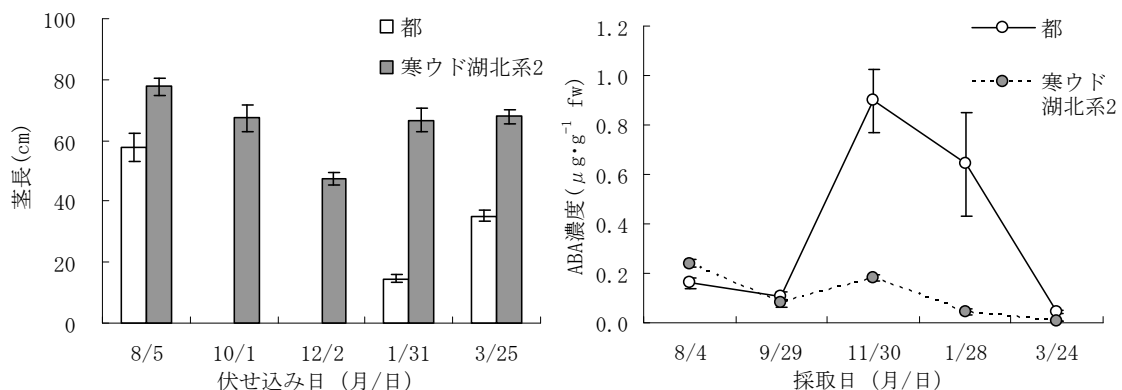 100
80
60
40
20
0
茎長(cm)
都
寒ウド湖北系2
8/5 10/1 12/2 1/31 3/25
伏せ込み日 (月/日)
1.2
1.0
0.8
0.6
0.4
0.2
0.0
ABA濃度(μg・g⁻¹ fw)
都
寒ウド
湖北系2
8/4 9/29 11/30 1/28 3/24
採取日 (月/日)